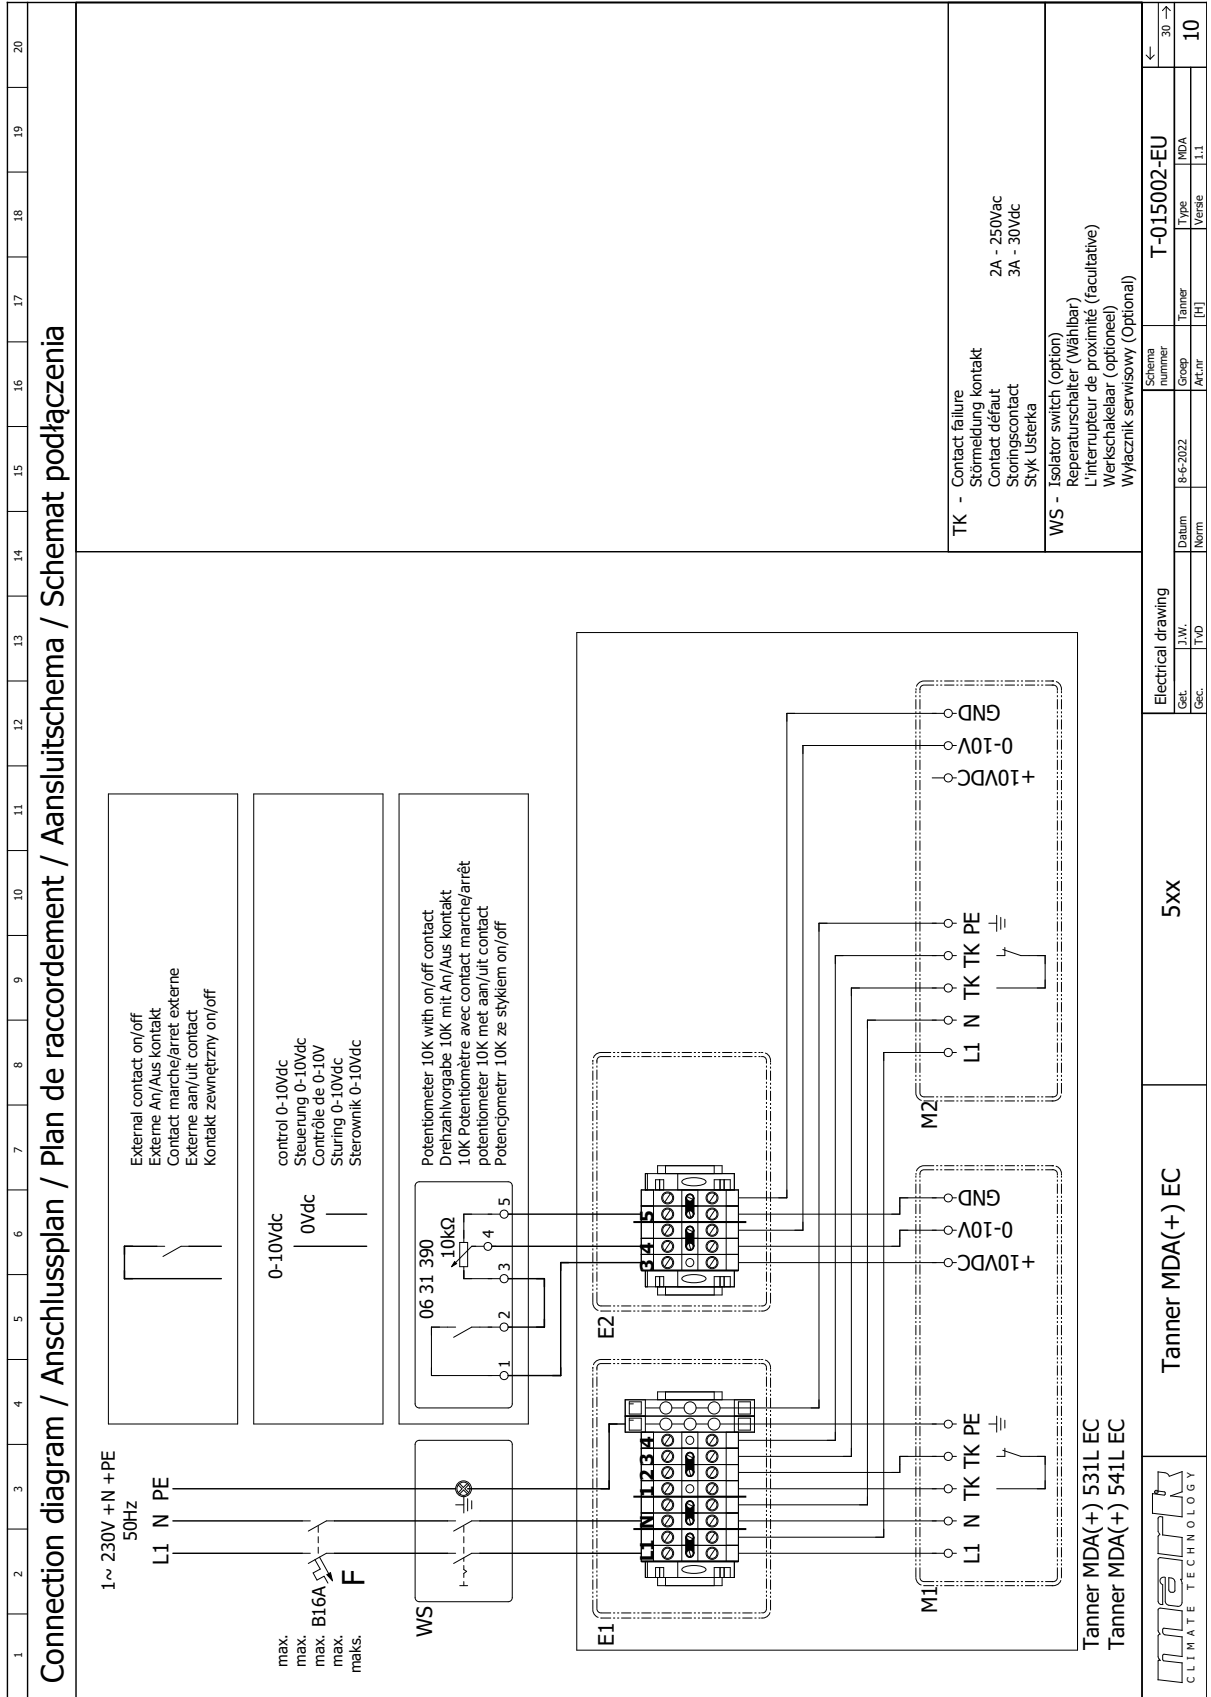 1 2 3 4 5 6 7 8 9 10 11 12 13 14 15 16 17 18 19 20
Connection diagram / Anschlussplan / Plan de raccordement / Aansluitschema / Schemat podłączenia
1~ 230V +N +PE
50Hz
L1 N PE
max.
max.
max. B16A
max.
maks.
F
WS
External contact on/off
Externe An/Aus kontakt
Contact marche/arret externe
Externe aan/uit contact
Kontakt zewnętrzny on/off
0-10Vdc
0Vdc
control 0-10Vdc
Steuerung 0-10Vdc
Contrôle de 0-10V
Sturing 0-10Vdc
Sterownik 0-10Vdc
06 31 390
10kΩ
1 2 3 4 5
Potentiometer 10K with on/off contact
Drehzahlvorgabe 10K mit An/Aus kontakt
10K Potentiomètre avec contact marche/arrêt
potentiometer 10K met aan/uit contact
Potencjometrr 10K ze stykiem on/off
E1
L1 N 1 2 3 4
E2
3 4 5
M1
L1 N TK TK PE
+10VDC
0-10V
GND
M2
L1 N TK TK PE
+10VDC
0-10V
GND
Tanner MDA(+) 531L EC
Tanner MDA(+) 541L EC
TK - Contact failure
Störmeldung kontakt
Contact défaut 2A - 250Vac
Storingscontact 3A - 30Vdc
Styk Usterka
WS - Isolator switch (option)
Reperaturschalter (Wählbar)
L'interrupteur de proximité (facultative)
Werkschakelaar (optioneel)
Wyłacznik serwisowy (Optional)
mark
CLIMATE TECHNOLOGY
Tanner MDA(+) EC
5xx
Electrical drawing
Get. J.W. Datum 8-6-2022
Gec. TvD Norm
Schema
nummer
T-015002-EU
Groep Tanner Type MDA
Art.nr [H] Versie 1.1
←
30 →
10